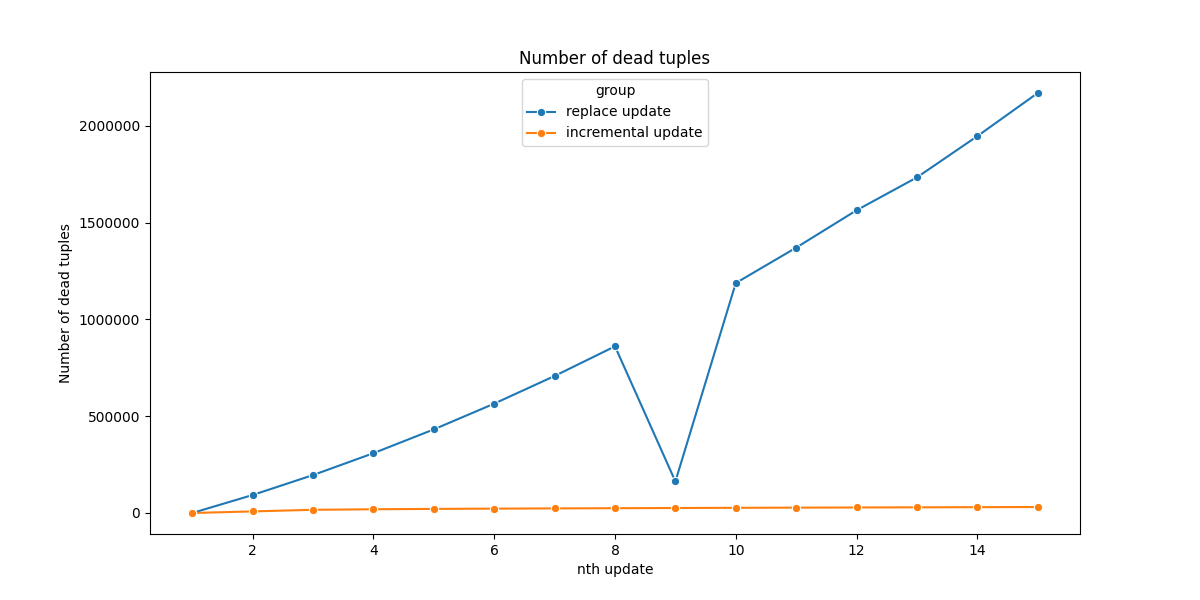 Number of dead tuples
group
replace update
incremental update
Number of dead tuples
2000000
1500000
1000000
500000
0
2 4 6 8 10 12 14
nth update